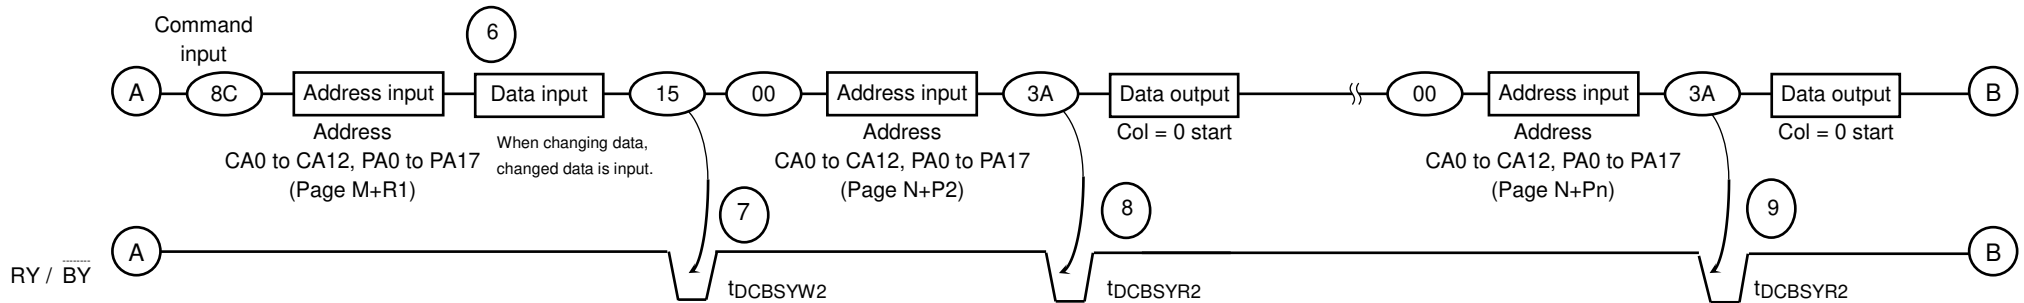 Command
input
6
A
8C
Address input
Data input
15
00
Address input
3A
Data output
00
Address input
3A
Data output
B
Address
CA0 to CA12, PA0 to PA17
(Page M+R1)
When changing data,
changed data is input.
Address
CA0 to CA12, PA0 to PA17
(Page N+P2)
Col = 0 start
Address
CA0 to CA12, PA0 to PA17
(Page N+Pn)
Col = 0 start
7
8
9
A
B
RY / BY
tDCBSYW2
tDCBSYR2
tDCBSYR2